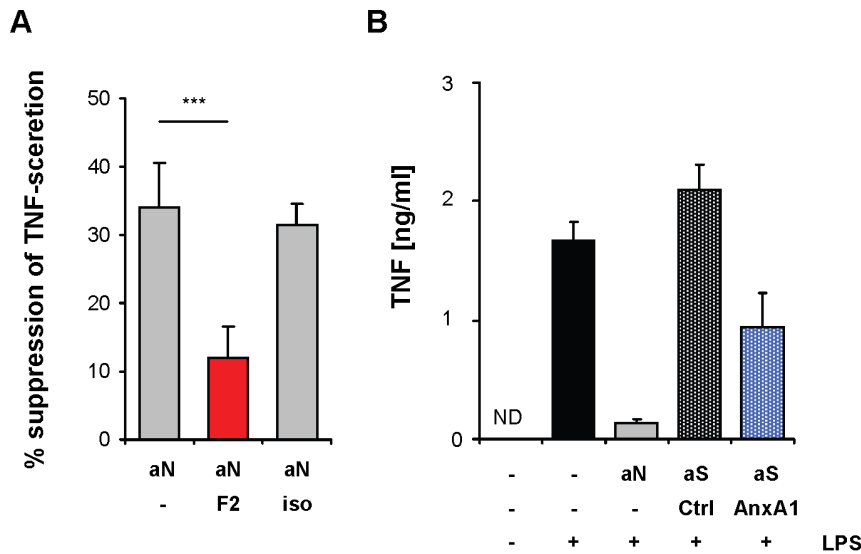 A
% suppression of TNF-sceretion
50
40
30
20
10
0
***
aN aN aN
- F2 iso
B
TNF [ng/ml]
3
2
1
0
ND
- - aN aS aS
- - - Ctrl AnxA1
- + + + + LPS